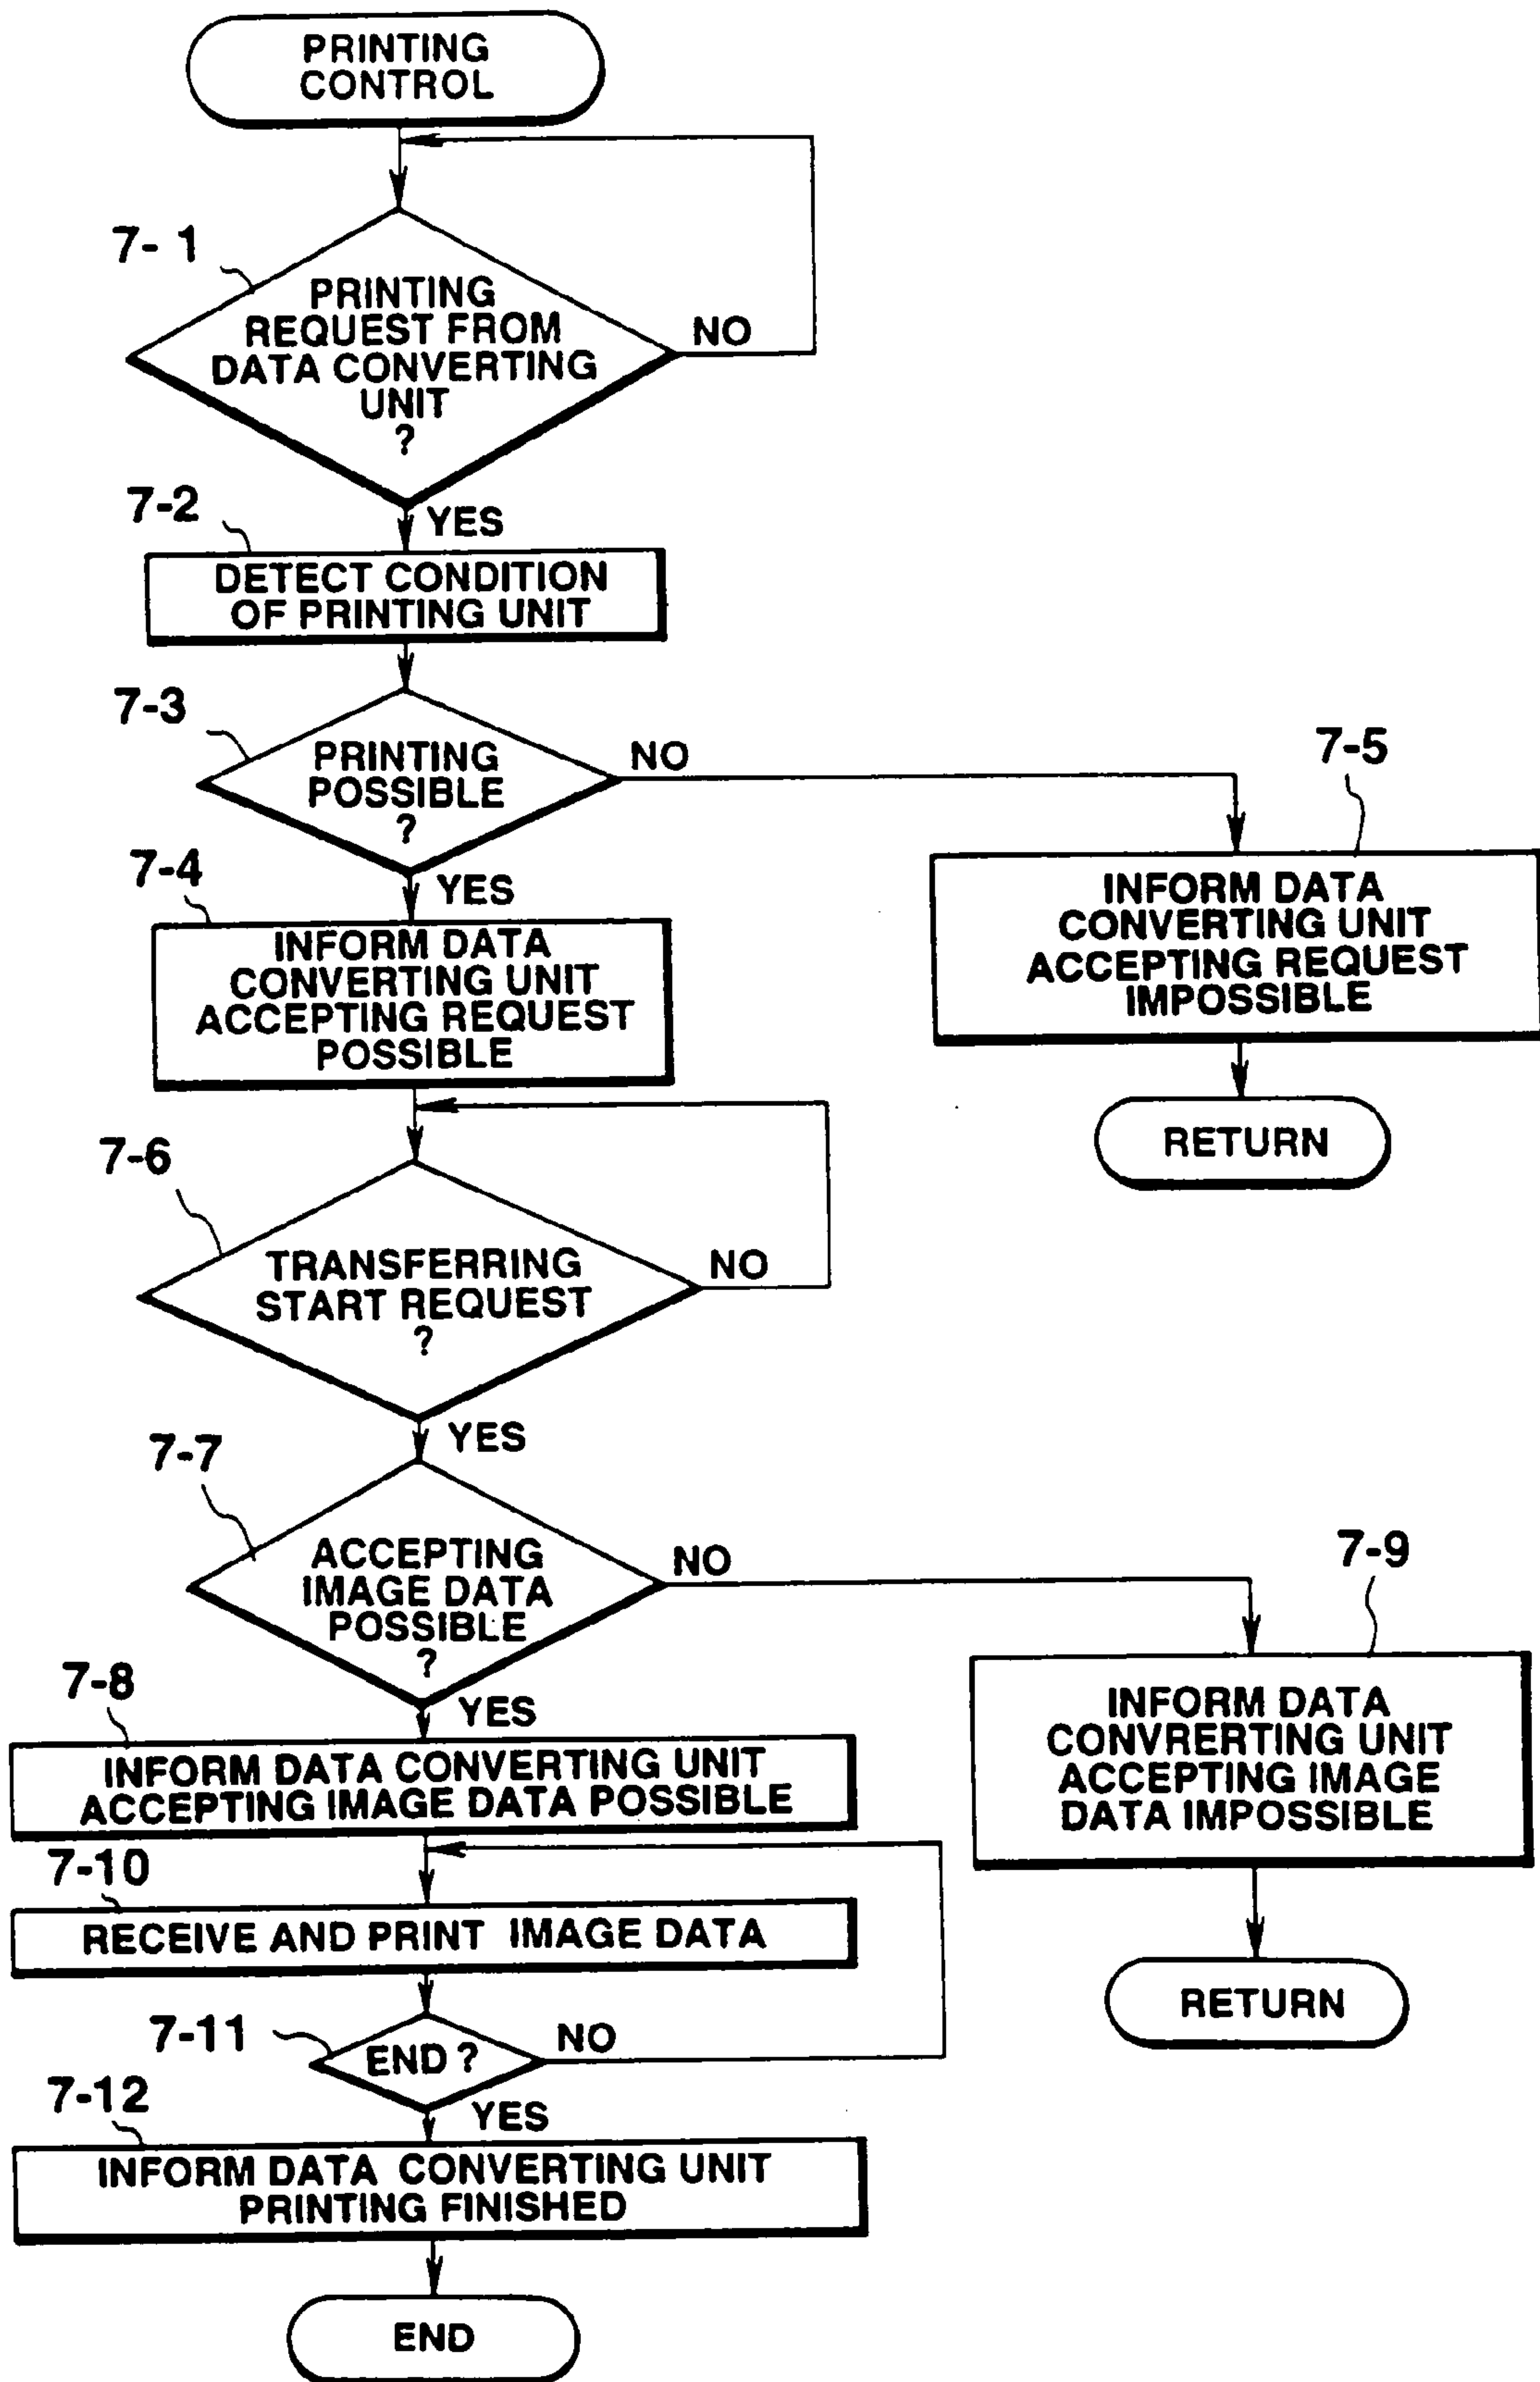 PRINTING
CONTROL
7- 1
PRINTING
REQUEST FROM
DATA CONVERTING
UNIT
?
NO
YES
7-2
DETECT CONDITION
OF PRINTING UNIT
7-3
PRINTING
POSSIBLE
?
NO
YES
7-5
INFORM DATA
CONVERTING UNIT
ACCEPTING REQUEST
IMPOSSIBLE
RETURN
7-4
INFORM DATA
CONVERTING UNIT
ACCEPTING REQUEST
POSSIBLE
7-6
TRANSFERRING
START REQUEST
?
NO
YES
7-7
ACCEPTING
IMAGE DATA
POSSIBLE
?
NO
YES
7-9
INFORM DATA
CONVRERTING UNIT
ACCEPTING IMAGE
DATA IMPOSSIBLE
RETURN
7-8
INFORM DATA CONVERTING UNIT
ACCEPTING IMAGE DATA POSSIBLE
7-10
RECEIVE AND PRINT IMAGE DATA
7-11
END ?
NO
YES
7-12
INFORM DATA CONVERTING UNIT
PRINTING FINISHED
END